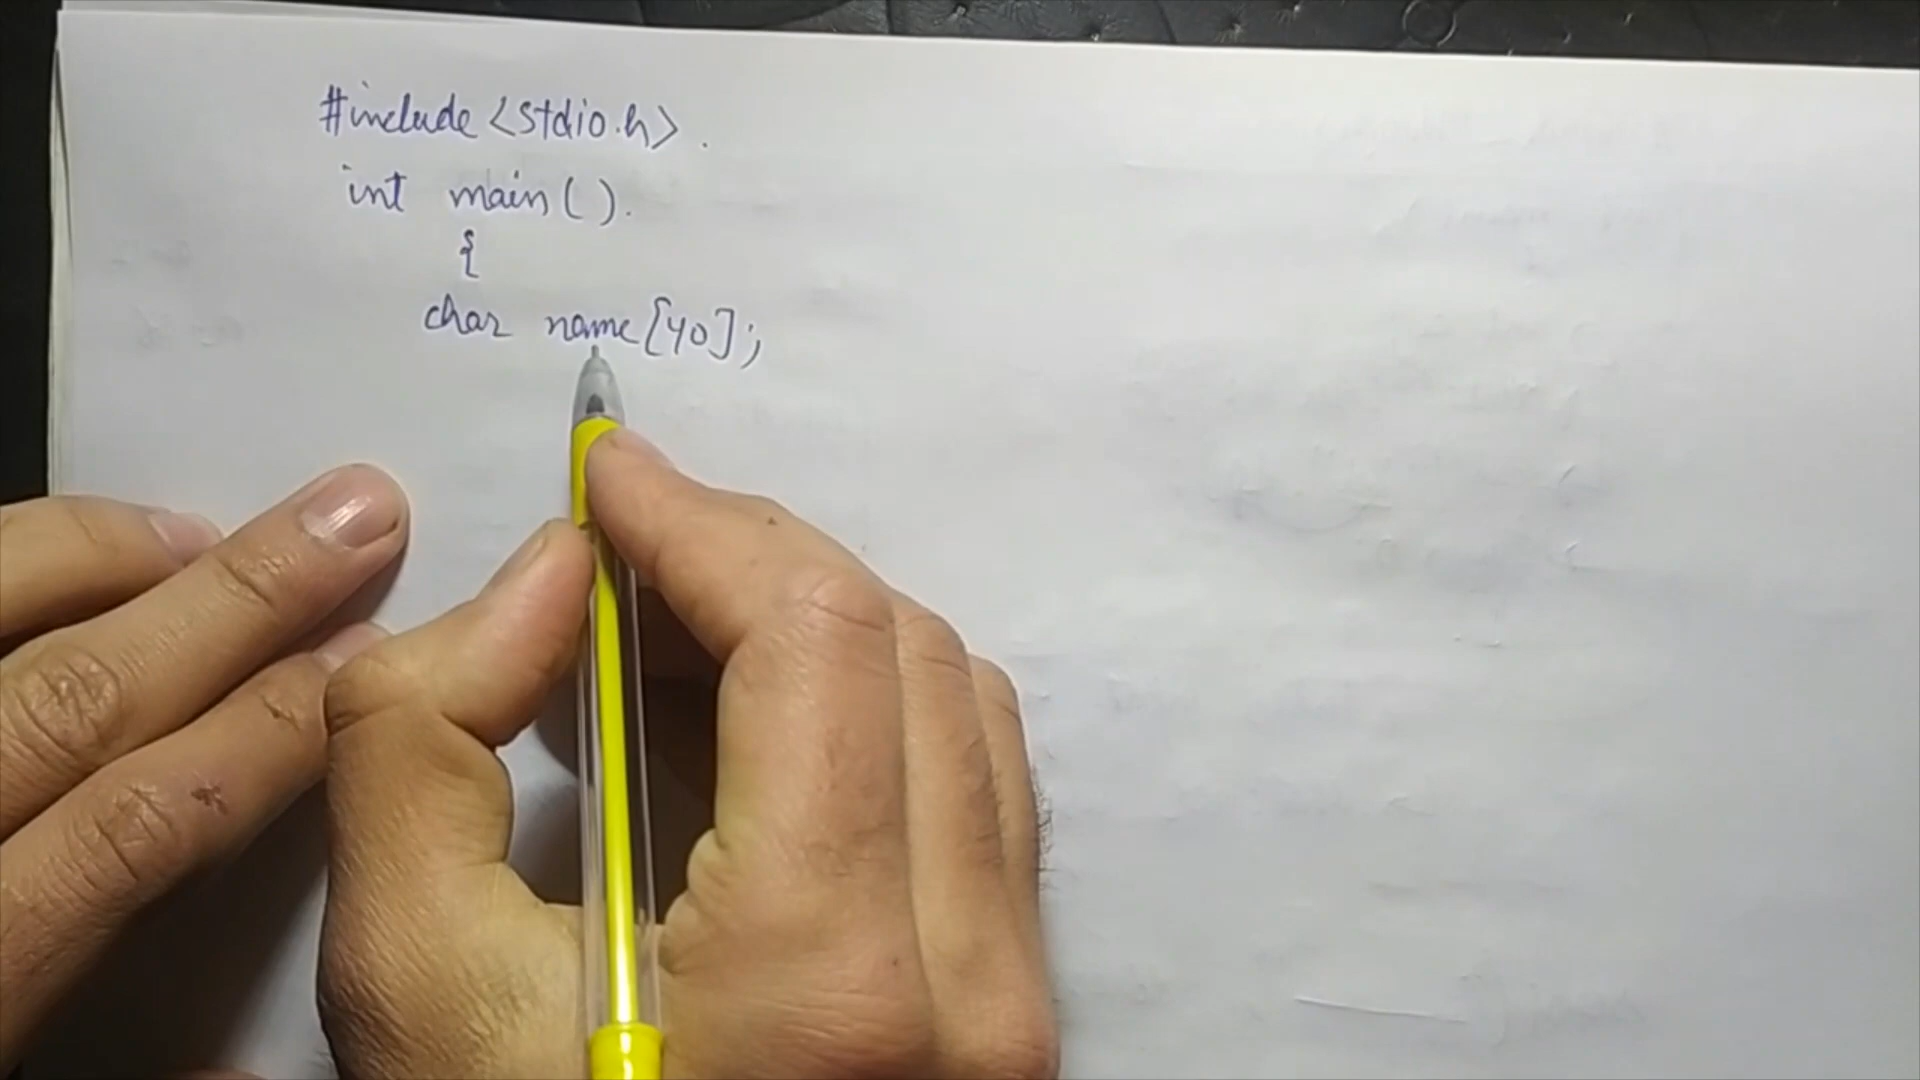 #include <stdio.h>.
int main().
{
char name[40];